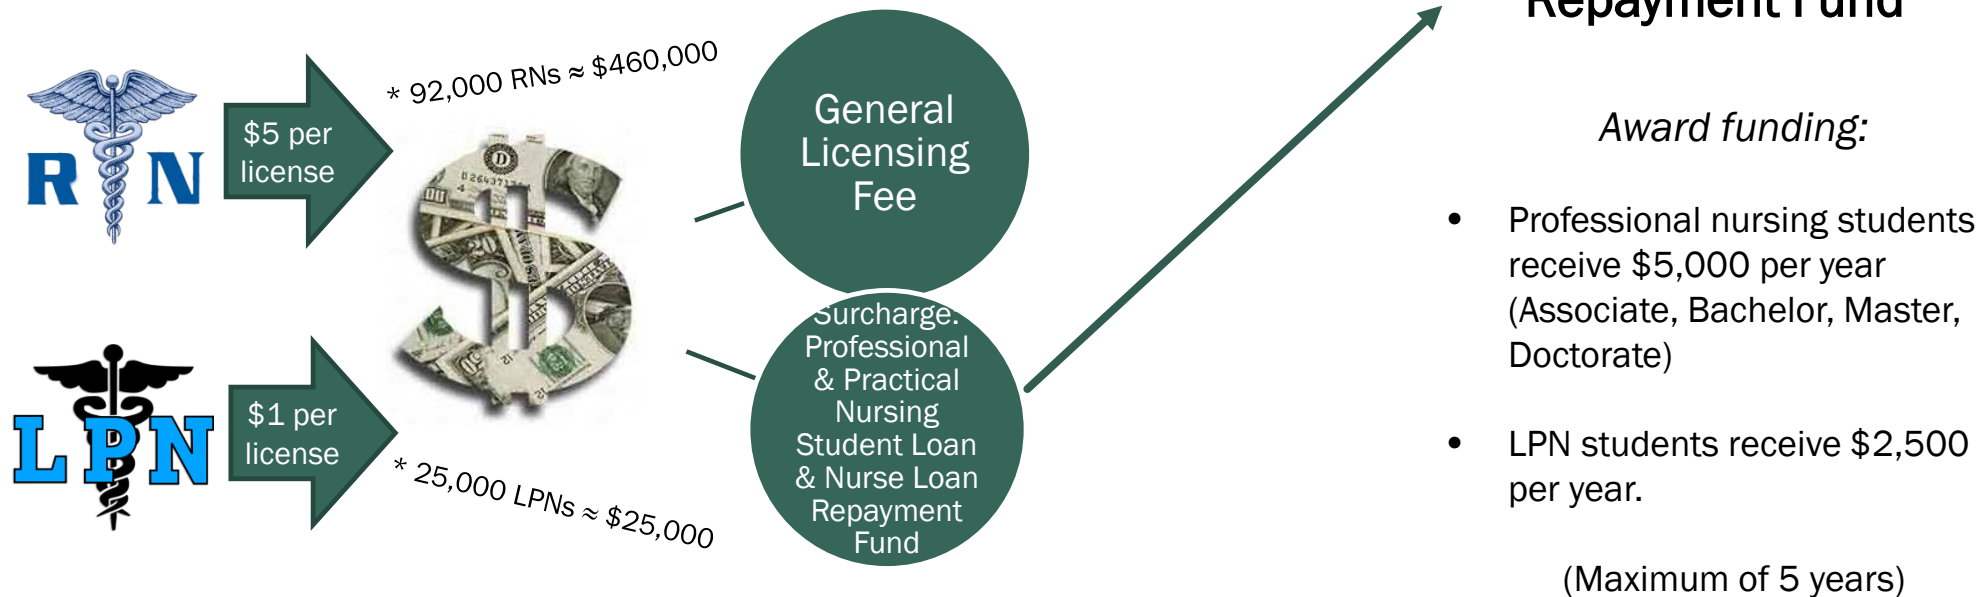 R N
$5 per
license
* 92,000 RNs ≈ $460,000
L P N
$1 per
license
* 25,000 LPNs ≈ $25,000
General
Licensing
Fee
Surcharge:
Professional
& Practical
Nursing
Student Loan
& Nurse Loan
Repayment
Fund
Repayment Fund
Award funding:
• Professional nursing students
receive $5,000 per year
(Associate, Bachelor, Master,
Doctorate)
• LPN students receive $2,500
per year.
(Maximum of 5 years)